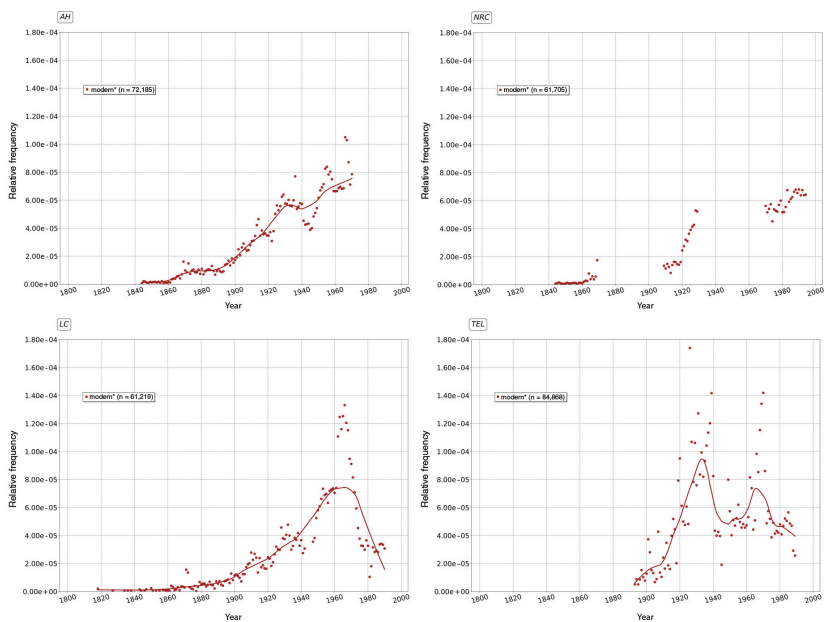 AH
1.80e-04
1.60e-04
1.40e-04
1.20e-04
1.00e-04
8.00e-05
6.00e-05
4.00e-05
2.00e-05
0.00e+00
Relative frequency
modern* (n = 72,185)
1800 1820 1840 1860 1880 1900 1920 1940 1960 1980 2000
Year
NRC
1.80e-04
1.60e-04
1.40e-04
1.20e-04
1.00e-04
8.00e-05
6.00e-05
4.00e-05
2.00e-05
0.00e+00
Relative frequency
modern* (n = 61,705)
1800 1820 1840 1860 1880 1900 1920 1940 1960 1980 2000
Year
LC
1.80e-04
1.60e-04
1.40e-04
1.20e-04
1.00e-04
8.00e-05
6.00e-05
4.00e-05
2.00e-05
0.00e+00
Relative frequency
modern* (n = 61,219)
1800 1820 1840 1860 1880 1900 1920 1940 1960 1980 2000
Year
TEL
1.80e-04
1.60e-04
1.40e-04
1.20e-04
1.00e-04
8.00e-05
6.00e-05
4.00e-05
2.00e-05
0.00e+00
Relative frequency
modern* (n = 84,868)
1800 1820 1840 1860 1880 1900 1920 1940 1960 1980 2000
Year